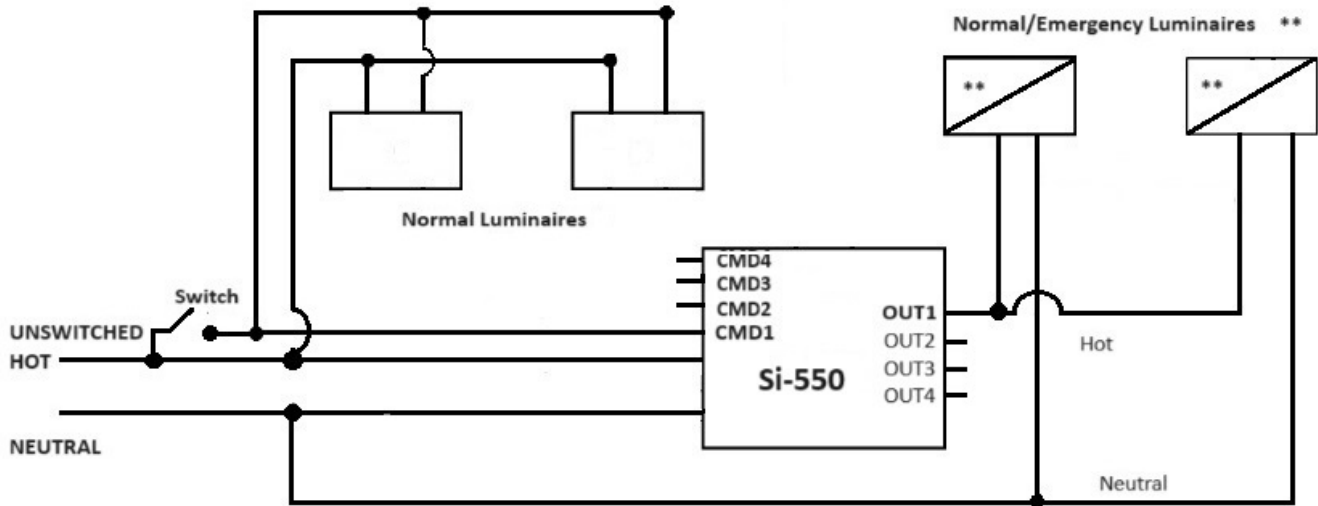 Normal/Emergency Luminaires **
** **
Normal Luminaires
CMD4
CMD3
CMD2
CMD1
OUT1
OUT2
OUT3
OUT4
Si-550
Switch
UNSWITCHED
HOT
NEUTRAL
Hot
Neutral